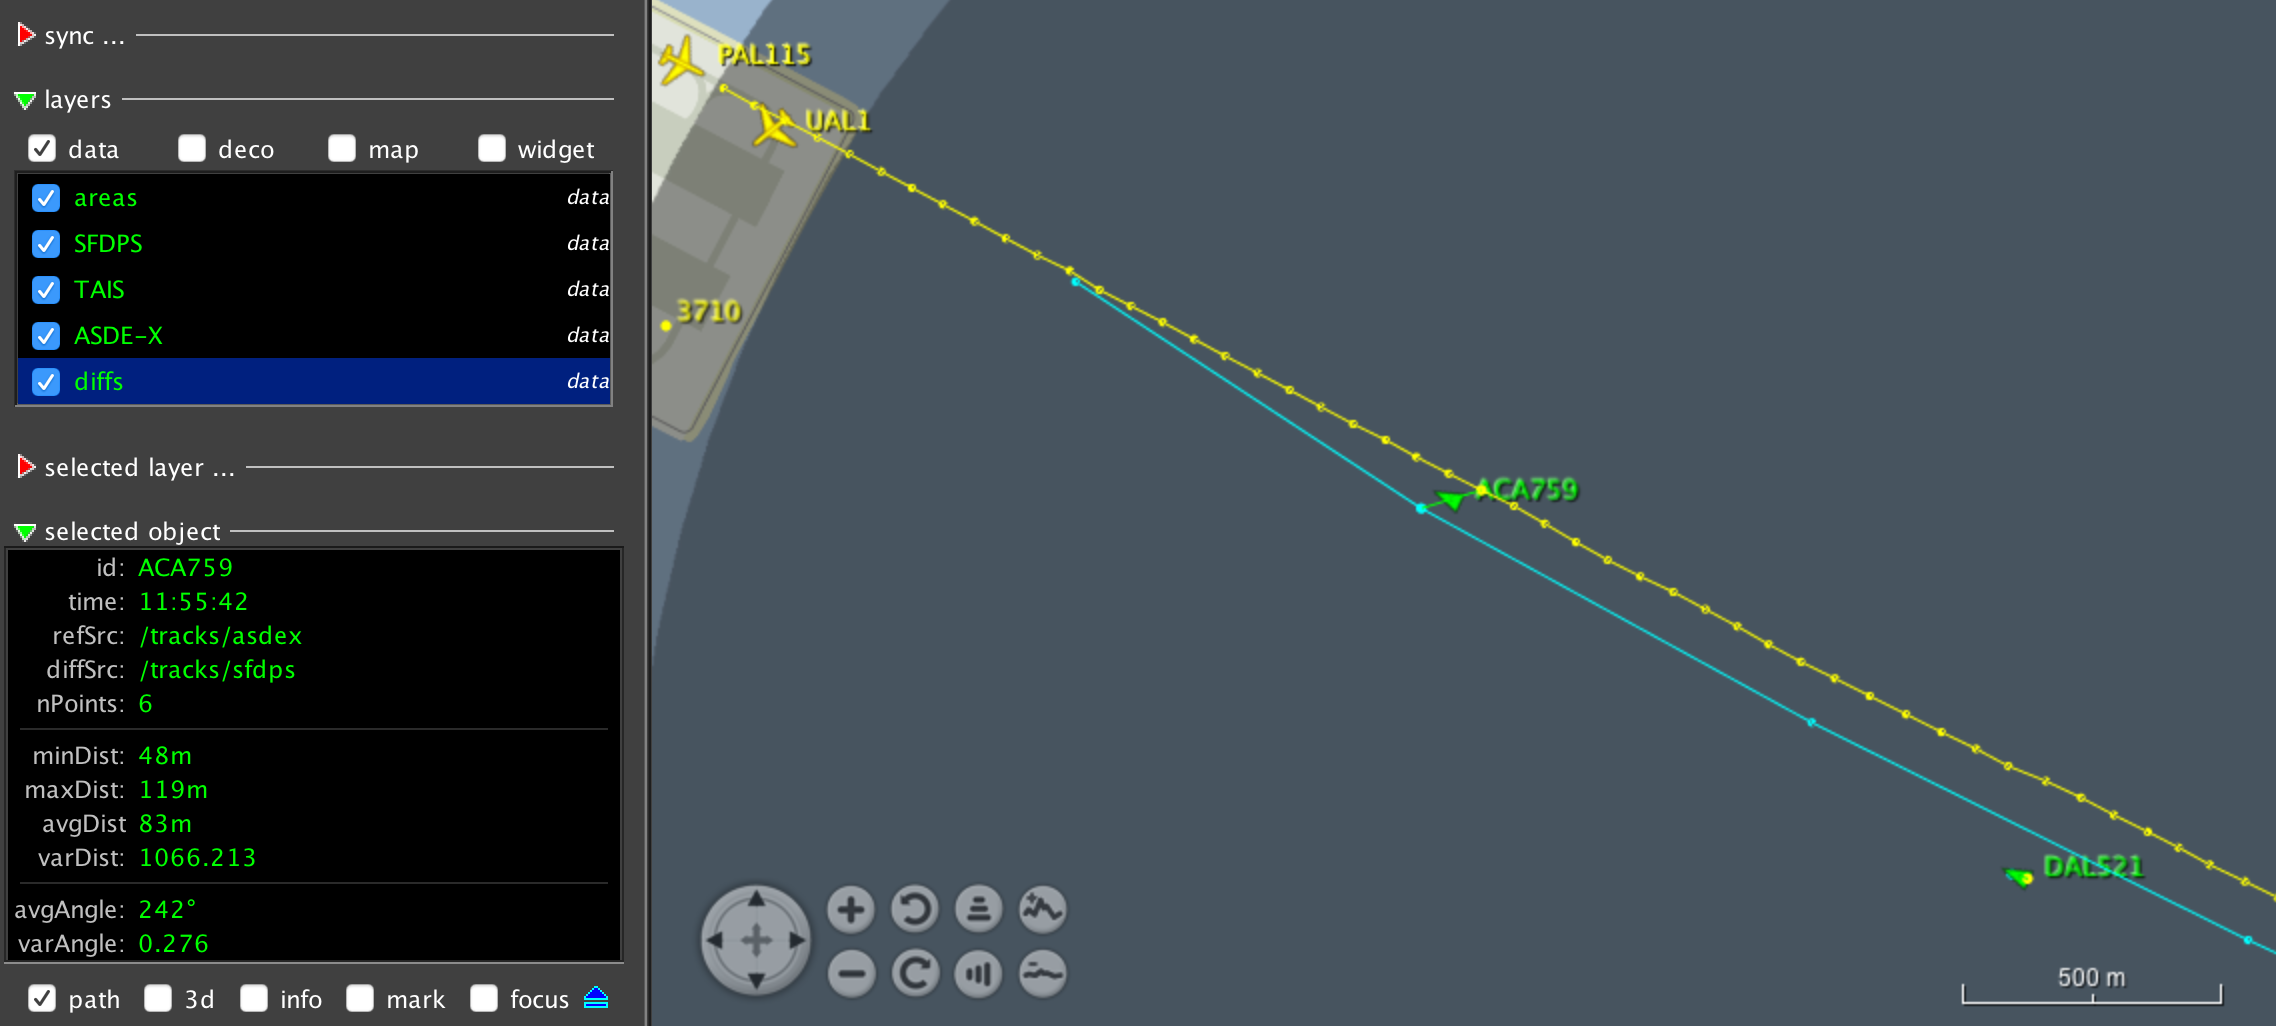 sync ...
layers
data deco map widget
areas data
SFDPS data
TAIS data
ASDE-X data
diffs data
selected layer ...
selected object
id: ACA759
time: 11:55:42
refSrc: /tracks/asdex
diffSrc: /tracks/sfdps
nPoints: 6
minDist: 48m
maxDist: 119m
avgDist 83m
varDist: 1066.213
avgAngle: 242°
varAngle: 0.276
path 3d info mark focus
PAL115
UAL1
3710
ACA759
DAL521
500 m